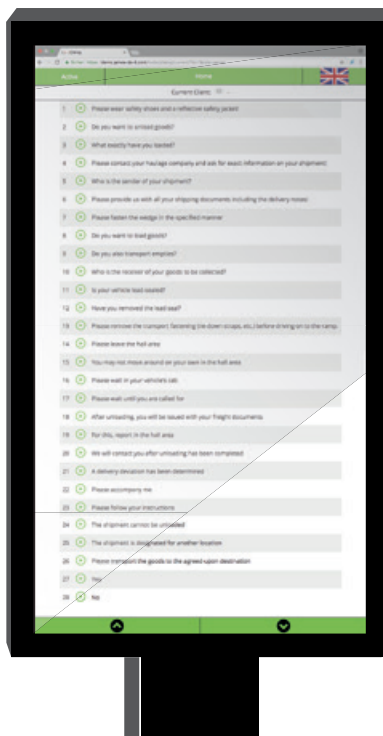 Active Home
Current Client:
1 Please wear safety shoes and a reflective safety jacket
2 Do you want to unload goods?
3 What exactly have you loaded?
4 Please contact your haulage company and ask for exact information on your shipment!
5 Who is the sender of your shipment?
6 Please provide us with all your shipping documents including the delivery notes!
7 Please fasten the wedge in the specified manner
8 Do you want to load goods?
9 Do you also transport empties?
10 Who is the receiver of your goods to be collected?
11 Is your vehicle lead sealed?
12 Have you removed the lead seal?
13 Please remove the transport fastening (tie-down straps, etc.) before driving on to the ramp.
14 Please leave the hall area
15 You may not move around on your own in the hall area
16 Please wait in your vehicle's cab
17 Please wait until you are called for
18 After unloading, you will be issued with your freight documents
19 For this, report in the hall area
20 We will contact you after unloading has been completed
21 A delivery deviation has been determined
22 Please accompany me
23 Please follow your instructions
24 The shipment cannot be unloaded
25 The shipment is designated for another location
26 Please transport the goods to the agreed-upon destination
27 Yes
28 No